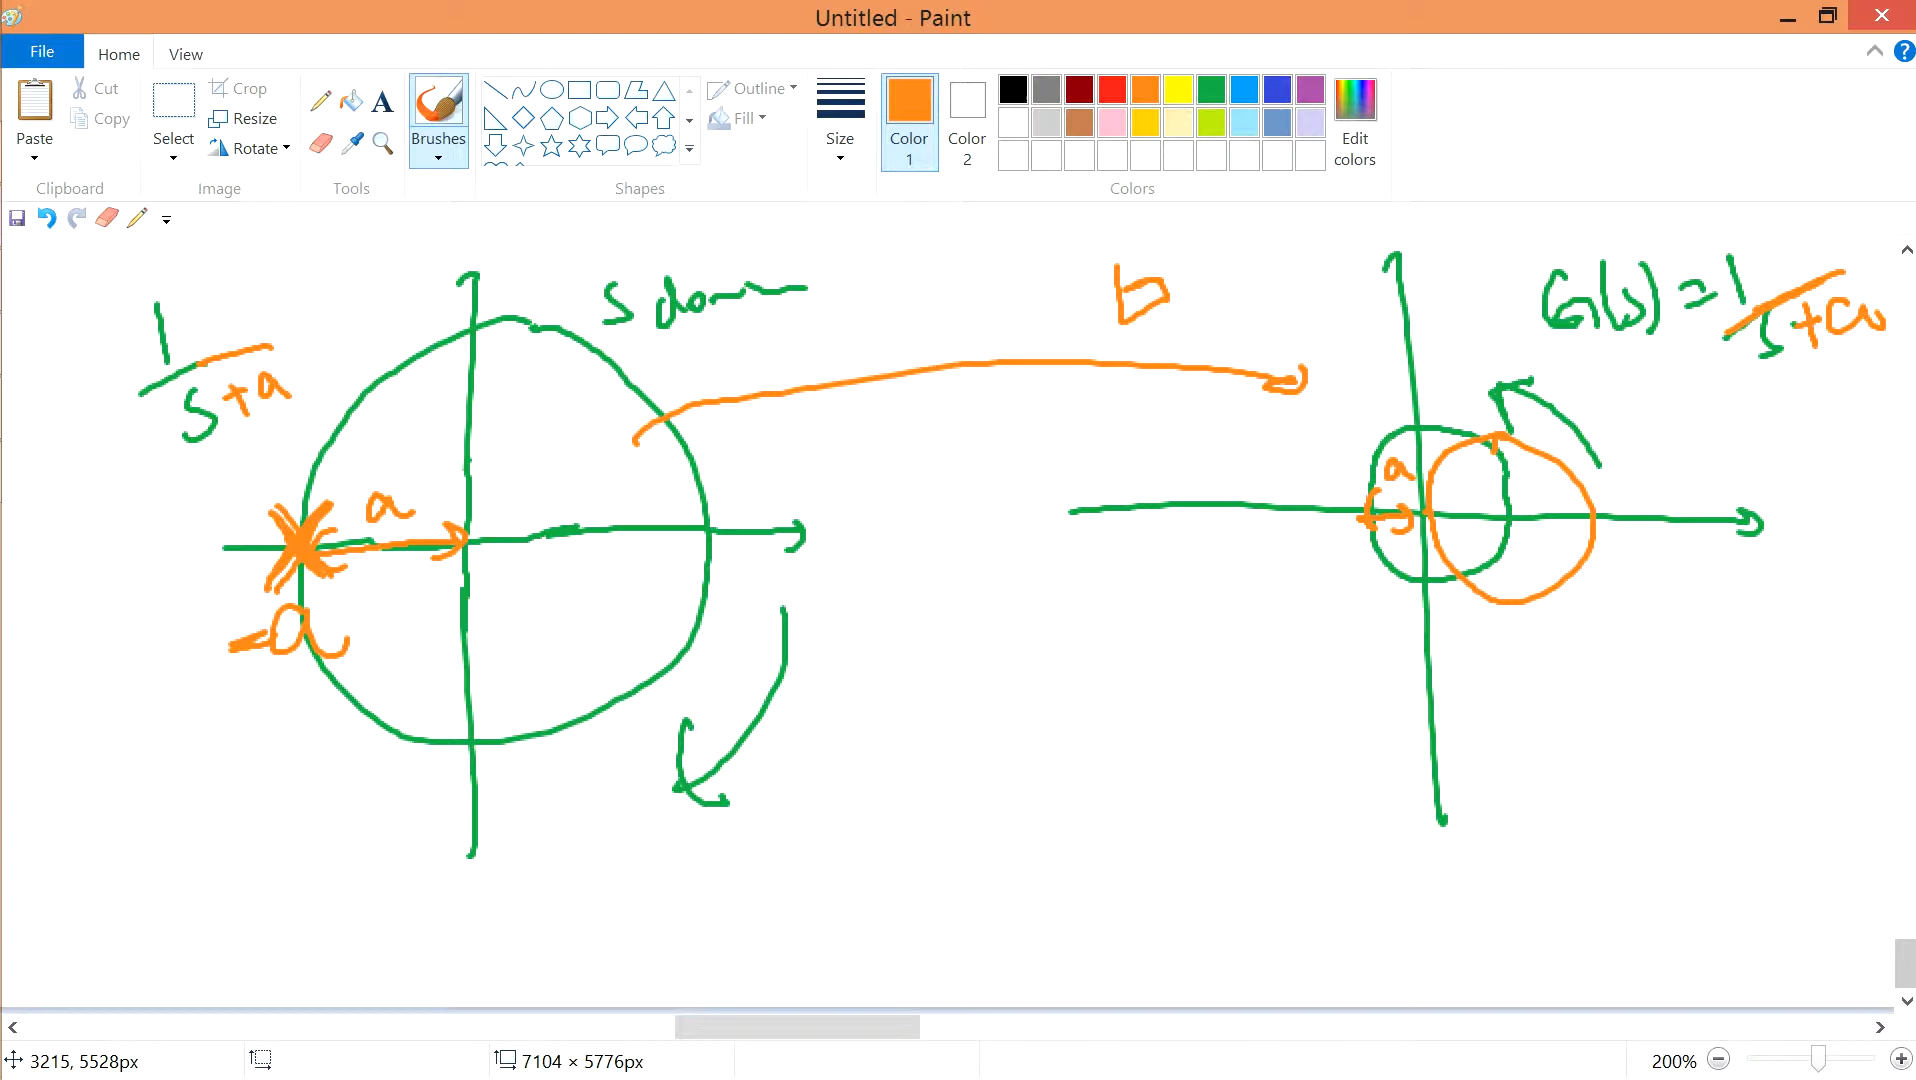 Untitled - Paint
File
Home
View
Paste
Cut
Copy
Clipboard
Select
Crop
Resize
Rotate
Image
A
Tools
Brushes
Shapes
Outline
Fill
Size
Color 1
Color 2
Edit colors
Colors
s dom
b
G(s) = 1
s+a
1
s+a
a
a
-a
3215, 5528px
7104 × 5776px
200%